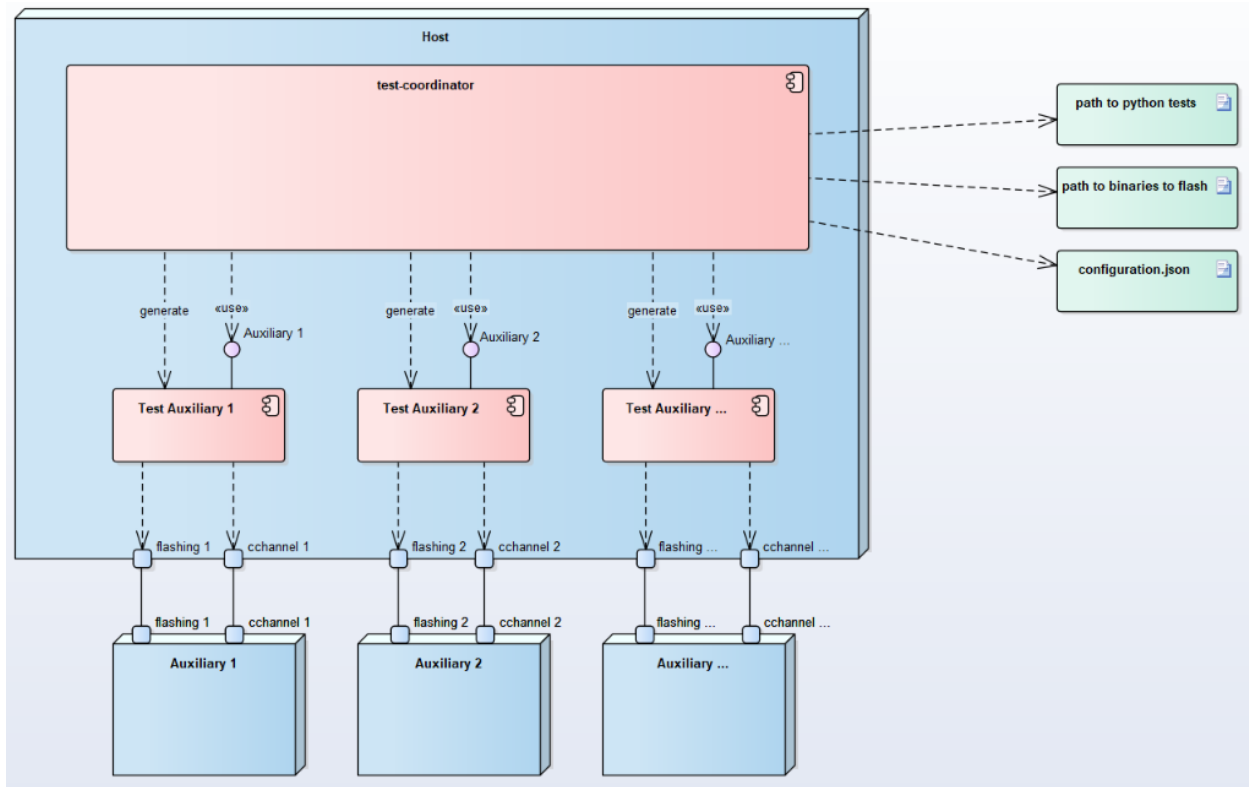 Host
test-coordinator
path to python tests
path to binaries to flash
configuration.json
generate
«use»
generate
«use»
generate
«use»
Auxiliary 1
Auxiliary 2
Auxiliary ...
Test Auxiliary 1
Test Auxiliary 2
Test Auxiliary ...
flashing 1
cchannel 1
flashing 2
cchannel 2
flashing ...
cchannel ...
flashing 1
cchannel 1
flashing 2
cchannel 2
flashing ...
cchannel ...
Auxiliary 1
Auxiliary 2
Auxiliary ...